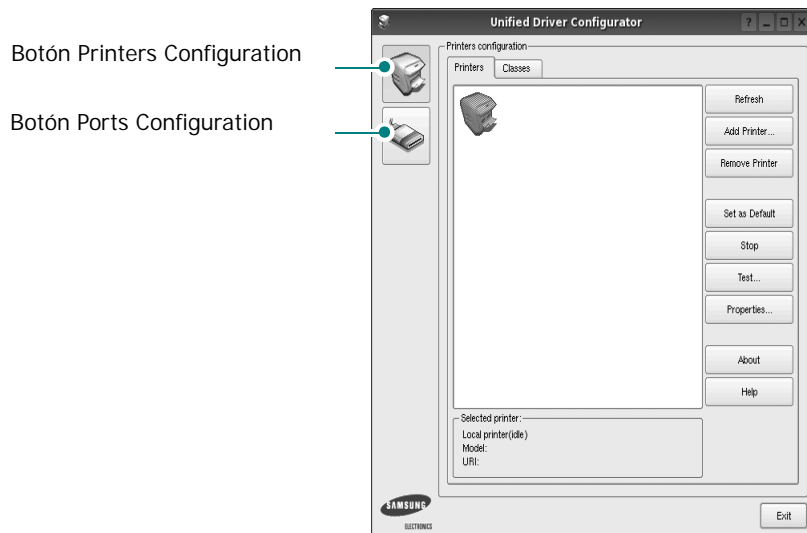 Unified Driver Configurator
Botón Printers Configuration
Botón Ports Configuration
Printers configuration
Printers
Classes
Refresh
Add Printer...
Remove Printer
Set as Default
Stop
Test...
Properties...
About
Help
Selected printer:
Local printer(idle)
Model:
URI:
SAMSUNG
ELECTRONICS
Exit